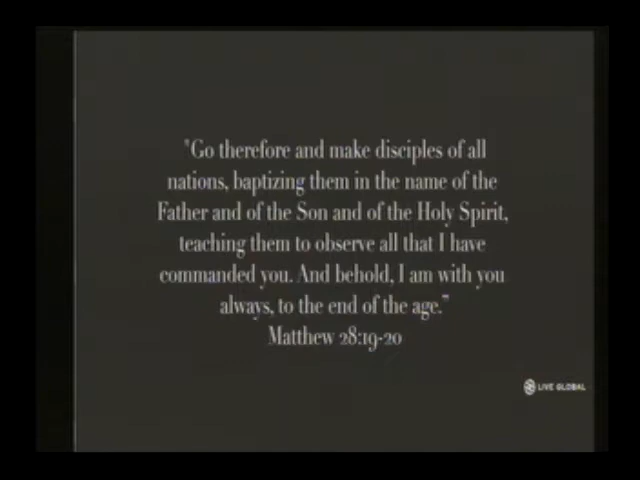 "Go therefore and make disciples of all
nations, baptizing them in the name of the
Father and of the Son and of the Holy Spirit,
teaching them to observe all that I have
commanded you. And behold, I am with you
always, to the end of the age."
Matthew 28:19-20
LIVE GLOBAL